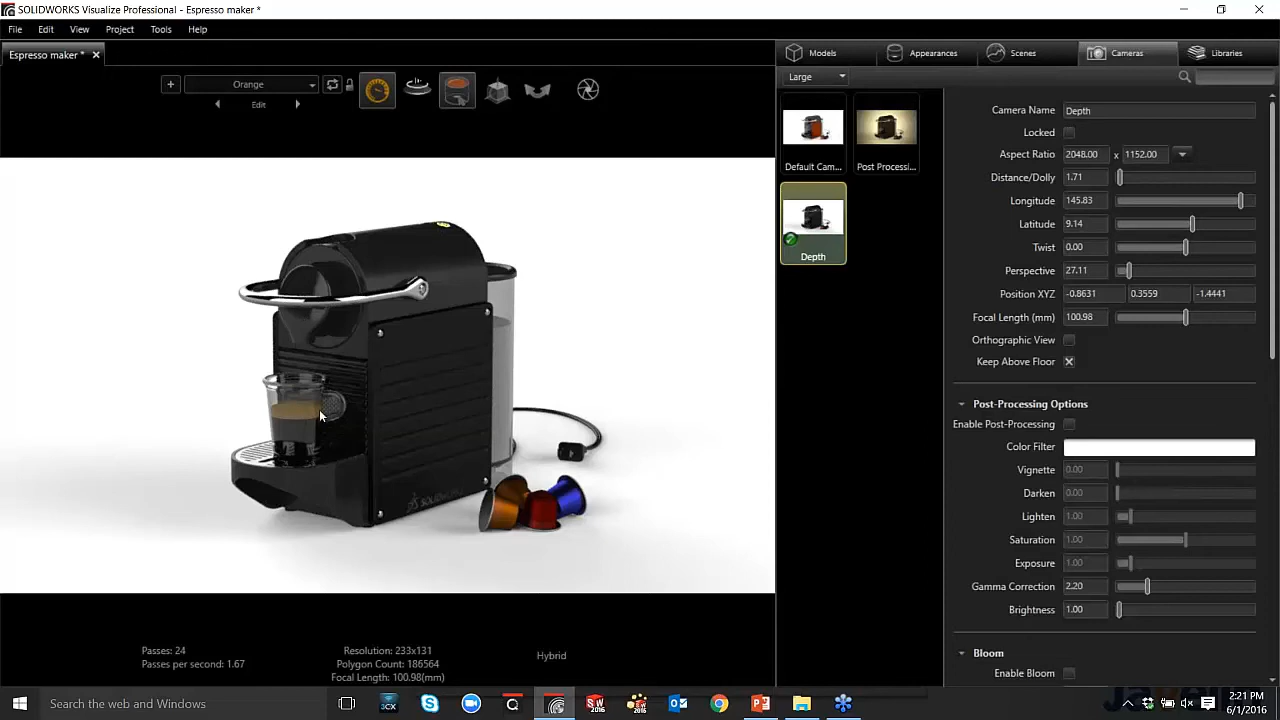 SOLIDWORKS Visualize Professional - Espresso maker *
File Edit View Project Tools Help
Espresso maker *
Orange
Edit
Passes: 24
Passes per second: 1.67
Resolution: 233x131
Polygon Count: 186564
Focal Length: 100.98(mm)
Hybrid
Models Appearances Scenes Cameras Libraries
Large
Default Cam...
Post Processi...
Depth
Camera Name Depth
Locked
Aspect Ratio 2048.00 x 1152.00
Distance/Dolly 1.71
Longitude 145.83
Latitude 9.14
Twist 0.00
Perspective 27.11
Position XYZ -0.8631 0.3559 -1.4441
Focal Length (mm) 100.98
Orthographic View
Keep Above Floor
Post-Processing Options
Enable Post-Processing
Color Filter
Vignette 0.00
Darken 0.00
Lighten 1.00
Saturation 1.00
Exposure 1.00
Gamma Correction 2.20
Brightness 1.00
Bloom
Enable Bloom
Search the web and Windows
2:21 PM
6/1/2016